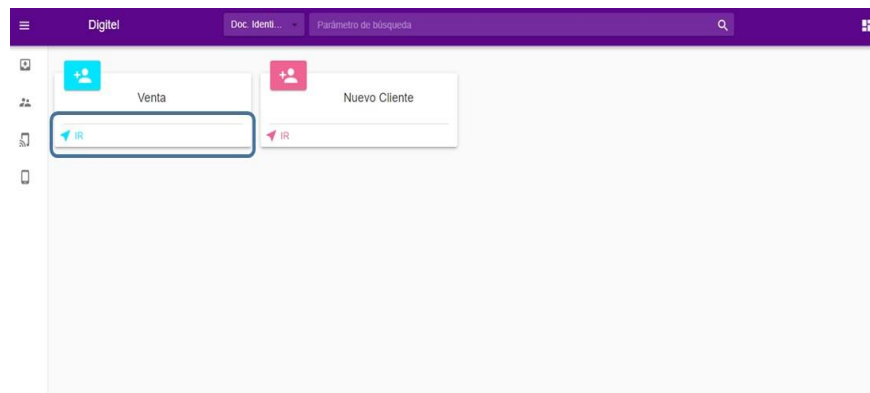 Digitel
Doc. Identi...
Parámetro de búsqueda
Venta
Nuevo Cliente
IR
IR